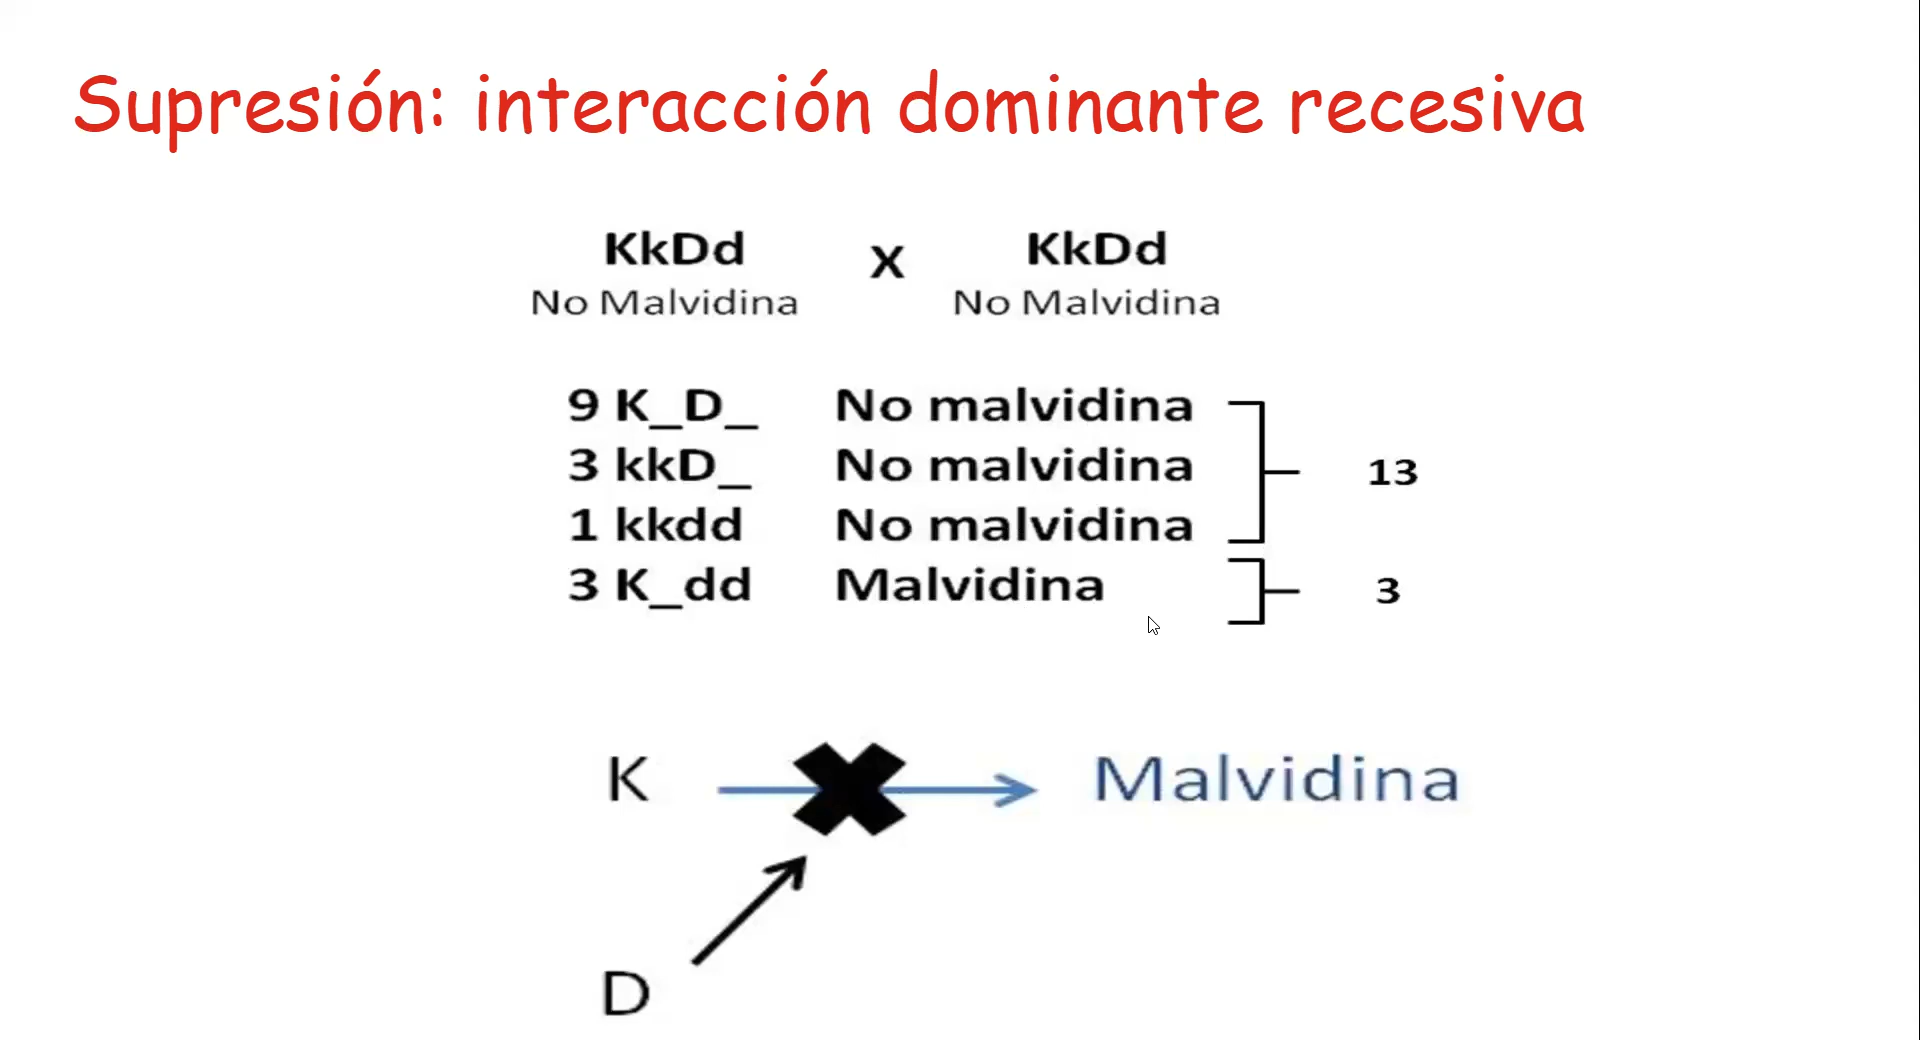 Supresión: interacción dominante recesiva
KkDd x KkDd
No Malvidina No Malvidina
9 K_D_ No malvidina
3 kkD_ No malvidina
13
1 kkdd No malvidina
3 K_dd Malvidina 3
K Malvidina
D